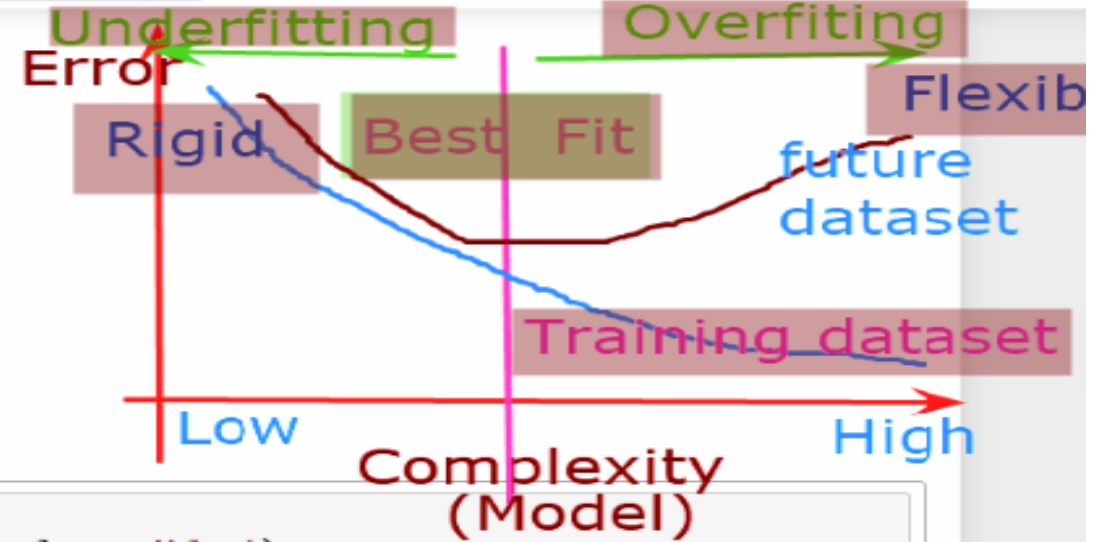 Underfitting
Overfiting
Error
Flexib
Rigid
Best Fit
future
dataset
Training dataset
Low
High
Complexity
(Model)